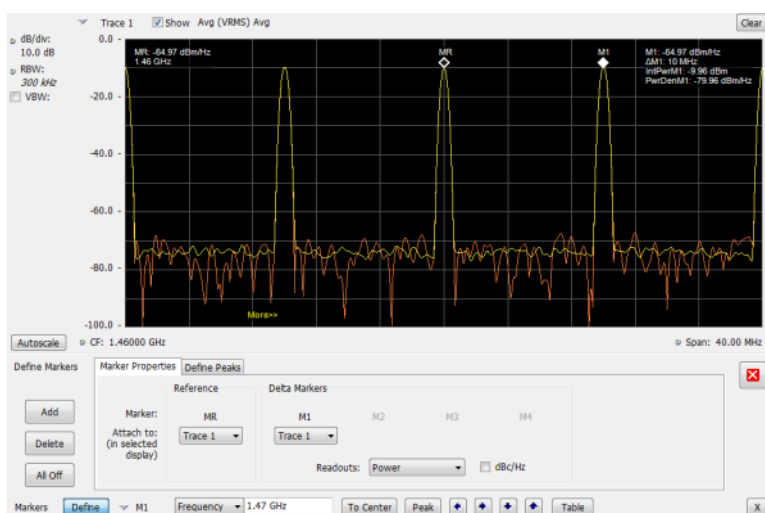 Trace 1 Show Avg (VRMS) Avg Clear
dB/div:
10.0 dB
RBW:
300 kHz
VBW:
0.0
-20.0
-40.0
-60.0
-80.0
-100.0
MR: -64.97 dBm/Hz
1.46 GHz
MR
M1
M1: -64.97 dBm/Hz
ΔM1: 10 MHz
IntPwrM1: -9.96 dBm
PwrDenM1: -79.96 dBm/Hz
More>>
Autoscale CF: 1.46000 GHz Span: 40.00 MHz
Define Markers Marker Properties Define Peaks
Reference Delta Markers
Add Marker: MR M1 M2 M3 M4
Attach to:
(in selected
display)
Trace 1 Trace 1
Delete
Readouts: Power dBc/Hz
All Off
Markers Define M1 Frequency 1.47 GHz To Center Peak Table X